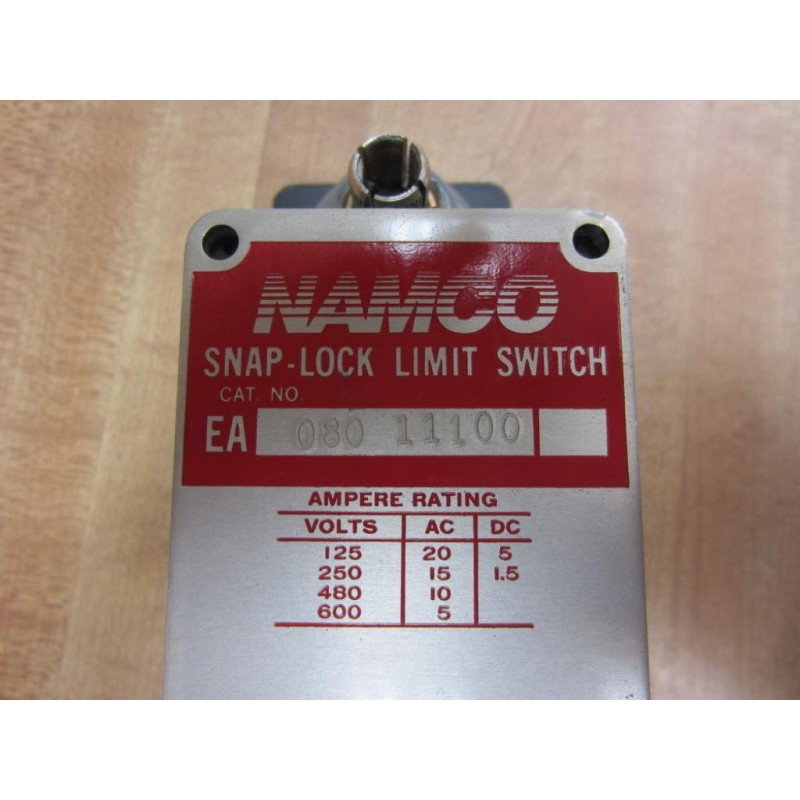 NAMCO
SNAP-LOCK LIMIT SWITCH
CAT. NO.
EA 080 11100
AMPERE RATING
VOLTS AC DC
125 20 5
250 15 1.5
480 10
600 5